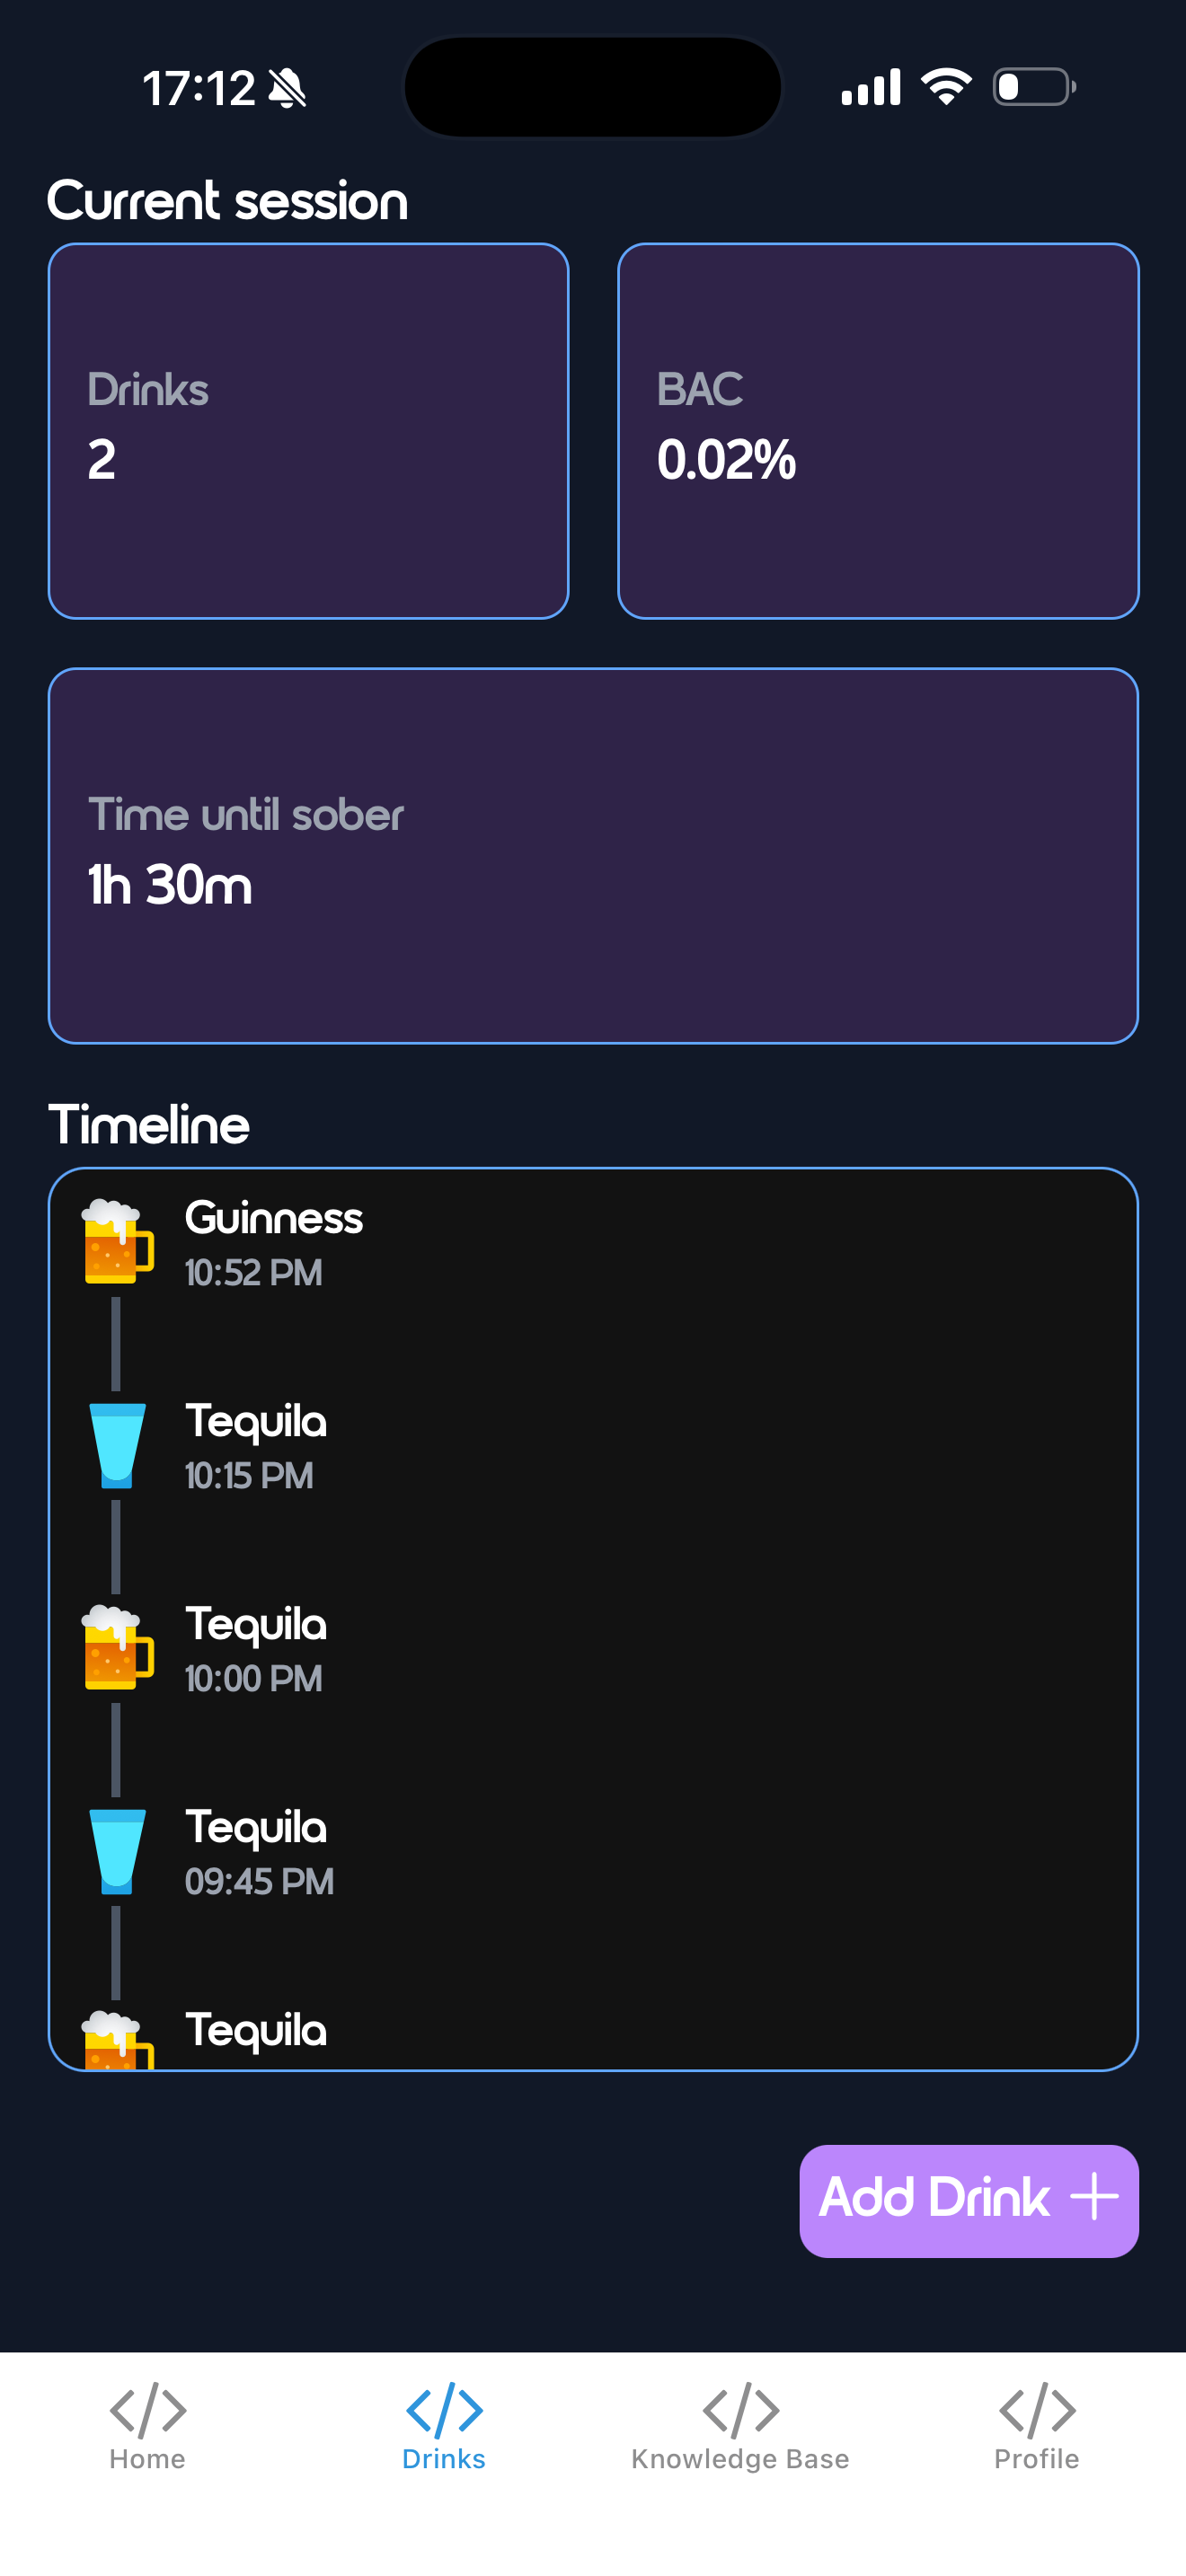 17:12
Current session
Drinks
2
BAC
0.02%
Time until sober
1h 30m
Timeline
Guinness
10:52 PM
Tequila
10:15 PM
Tequila
10:00 PM
Tequila
09:45 PM
Tequila
Add Drink +
Home
Drinks
Knowledge Base
Profile